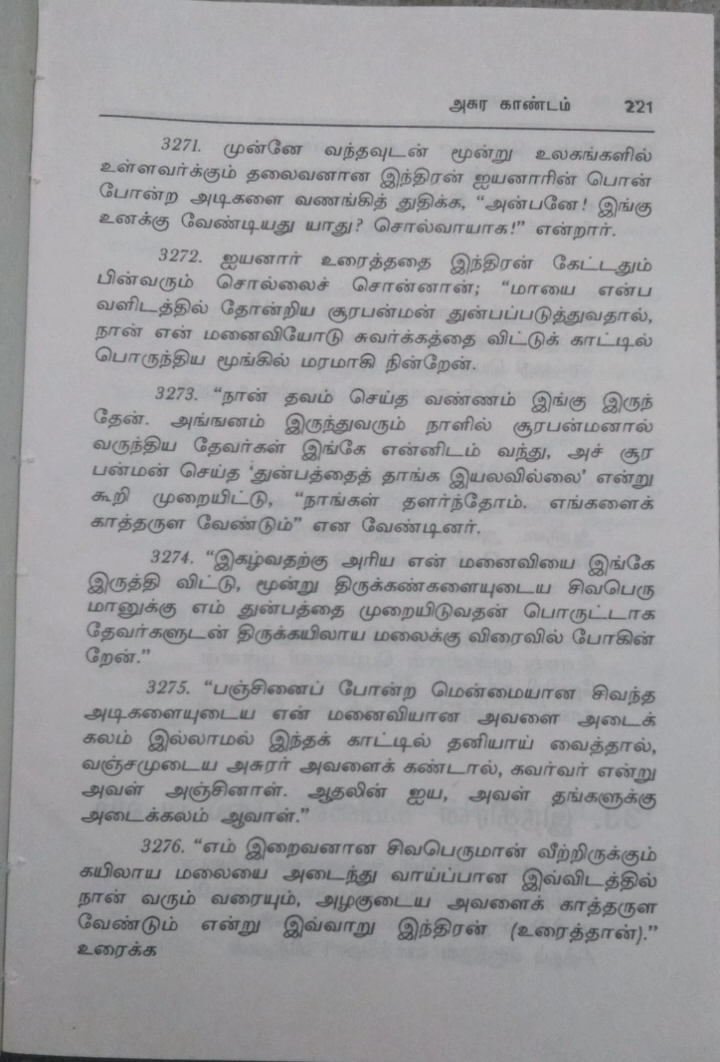 அசுர காண்டம் 221
3271. முன்னே வந்தவுடன் மூன்று உலகங்களில்
உள்ளவர்க்கும் தலைவனான இந்திரன் ஐயனாரின் பொன்
போன்ற அடிகளை வணங்கித் துதிக்க, “அன்பனே! இங்கு
உனக்கு வேண்டியது யாது? சொல்வாயாக!” என்றார்.
3272. ஐயனார் உரைத்ததை இந்திரன் கேட்டதும்
பின்வரும் சொல்லைச் சொன்னான்; “மாயை என்ப
வளிடத்தில் தோன்றிய சூரபன்மன் துன்பப்படுத்துவதால்,
நான் என் மனைவியோடு சுவர்க்கத்தை விட்டுக் காட்டில்
பொருந்திய மூங்கில் மரமாகி நின்றேன்.
3273. “நான் தவம் செய்த வண்ணம் இங்கு இருந்
தேன். அங்ஙனம் இருந்துவரும் நாளில் சூரபன்மனால்
வருந்திய தேவர்கள் இங்கே என்னிடம் வந்து, அச் சூர
பன்மன் செய்த ‘துன்பத்தைத் தாங்க இயலவில்லை’ என்று
கூறி முறையிட்டு, “நாங்கள் தளர்ந்தோம். எங்களைக்
காத்தருள வேண்டும்” என வேண்டினர்.
3274. “இகழ்வதற்கு அரிய என் மனைவியை இங்கே
இருத்தி விட்டு, மூன்று திருக்கண்களையுடைய சிவபெரு
மானுக்கு எம் துன்பத்தை முறையிடுவதன் பொருட்டாக
தேவர்களுடன் திருக்கயிலாய மலைக்கு விரைவில் போகின்
றேன்.”
3275. “பஞ்சினைப் போன்ற மென்மையான சிவந்த
அடிகளையுடைய என் மனைவியான அவளை அடைக்
கலம் இல்லாமல் இந்தக் காட்டில் தனியாய் வைத்தால்,
வஞ்சமுடைய அசுரர் அவளைக் கண்டால், கவர்வர் என்று
அவள் அஞ்சினாள். ஆதலின் ஐய, அவள் தங்களுக்கு
அடைக்கலம் ஆவாள்.”
3276. “எம் இறைவனான சிவபெருமான் வீற்றிருக்கும்
கயிலாய மலையை அடைந்து வாய்ப்பான இவ்விடத்தில்
நான் வரும் வரையும், அழகுடைய அவளைக் காத்தருள
வேண்டும் என்று இவ்வாறு இந்திரன் (உரைத்தான்).”
உரைக்க